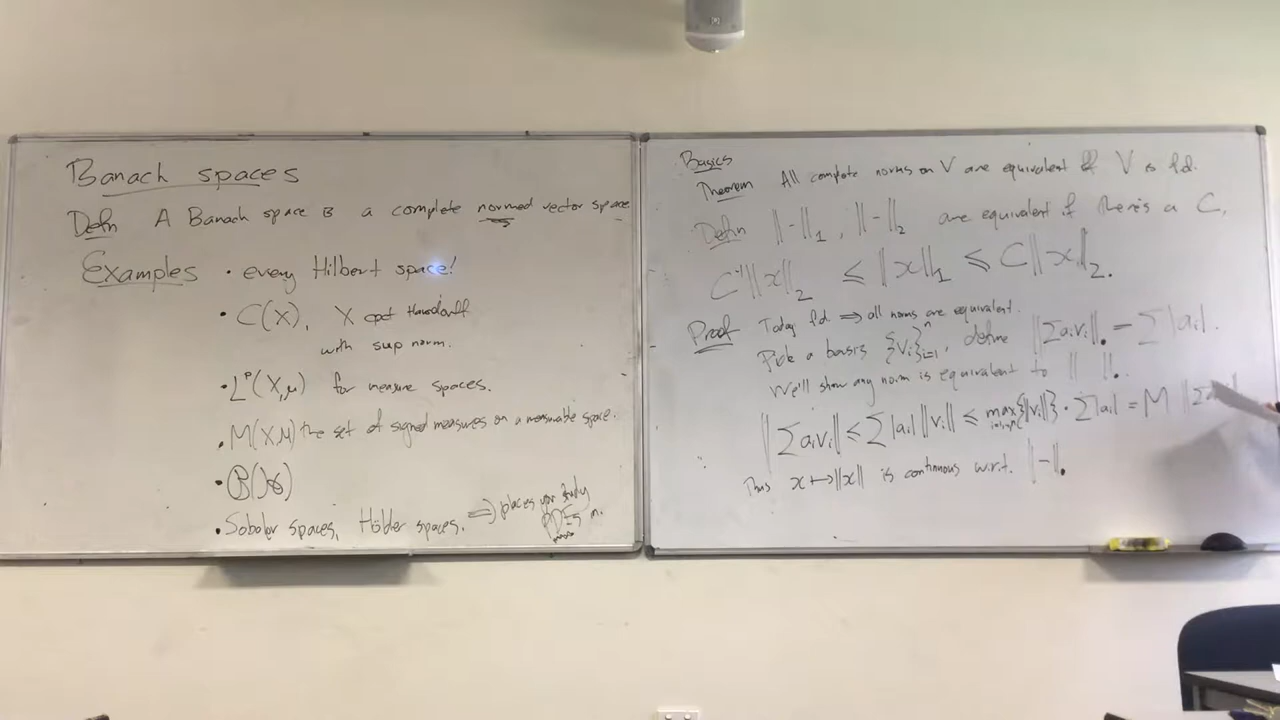 Banach spaces
Defn A Banach space is a complete normed vector space
Examples • every Hilbert space!
• C(X), X cpct Hausdorff
with sup norm.
• L^p(X,μ) for measure spaces.
• M(X,M) the set of signed measures on a measurable space.
• B(H)
• Sobolev spaces, Hölder spaces. ⟹ places you study
PDEs in.
Basics
Theorem All complete norms on V are equivalent iff V is f.d.
Defn ||-||_1, ||-||_2 are equivalent if there's a C,
C^{-1}||x||_2 ≤ ||x||_1 ≤ C||x||_2.
Proof Today f.d. ⟹ all norms are equivalent.
Pick a basis {v_i}_{i=1}^n, define ||Σa_iv_i||_• = Σ|a_i|.
We'll show any norm is equivalent to || ||_•.
||Σa_iv_i|| ≤ Σ|a_i| ||v_i|| ≤ max_{i=1,..,n}{||v_i||} · Σ|a_i| = M ||Σ
Thus x ↦ ||x|| is continuous w.r.t. ||-||_•